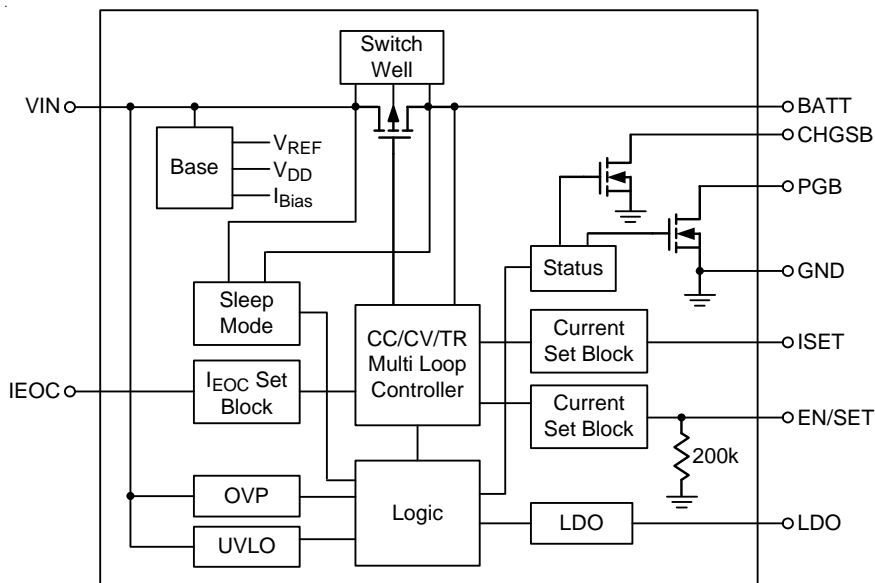 Switch
Well
VIN
BATT
CHGSB
Base
VREF
VDD
IBias
PGB
Status
GND
Sleep
Mode
CC/CV/TR
Multi Loop
Controller
Current
Set Block
ISET
IEOC
IEOC Set
Block
Current
Set Block
EN/SET
200k
OVP
Logic
UVLO
LDO
LDO